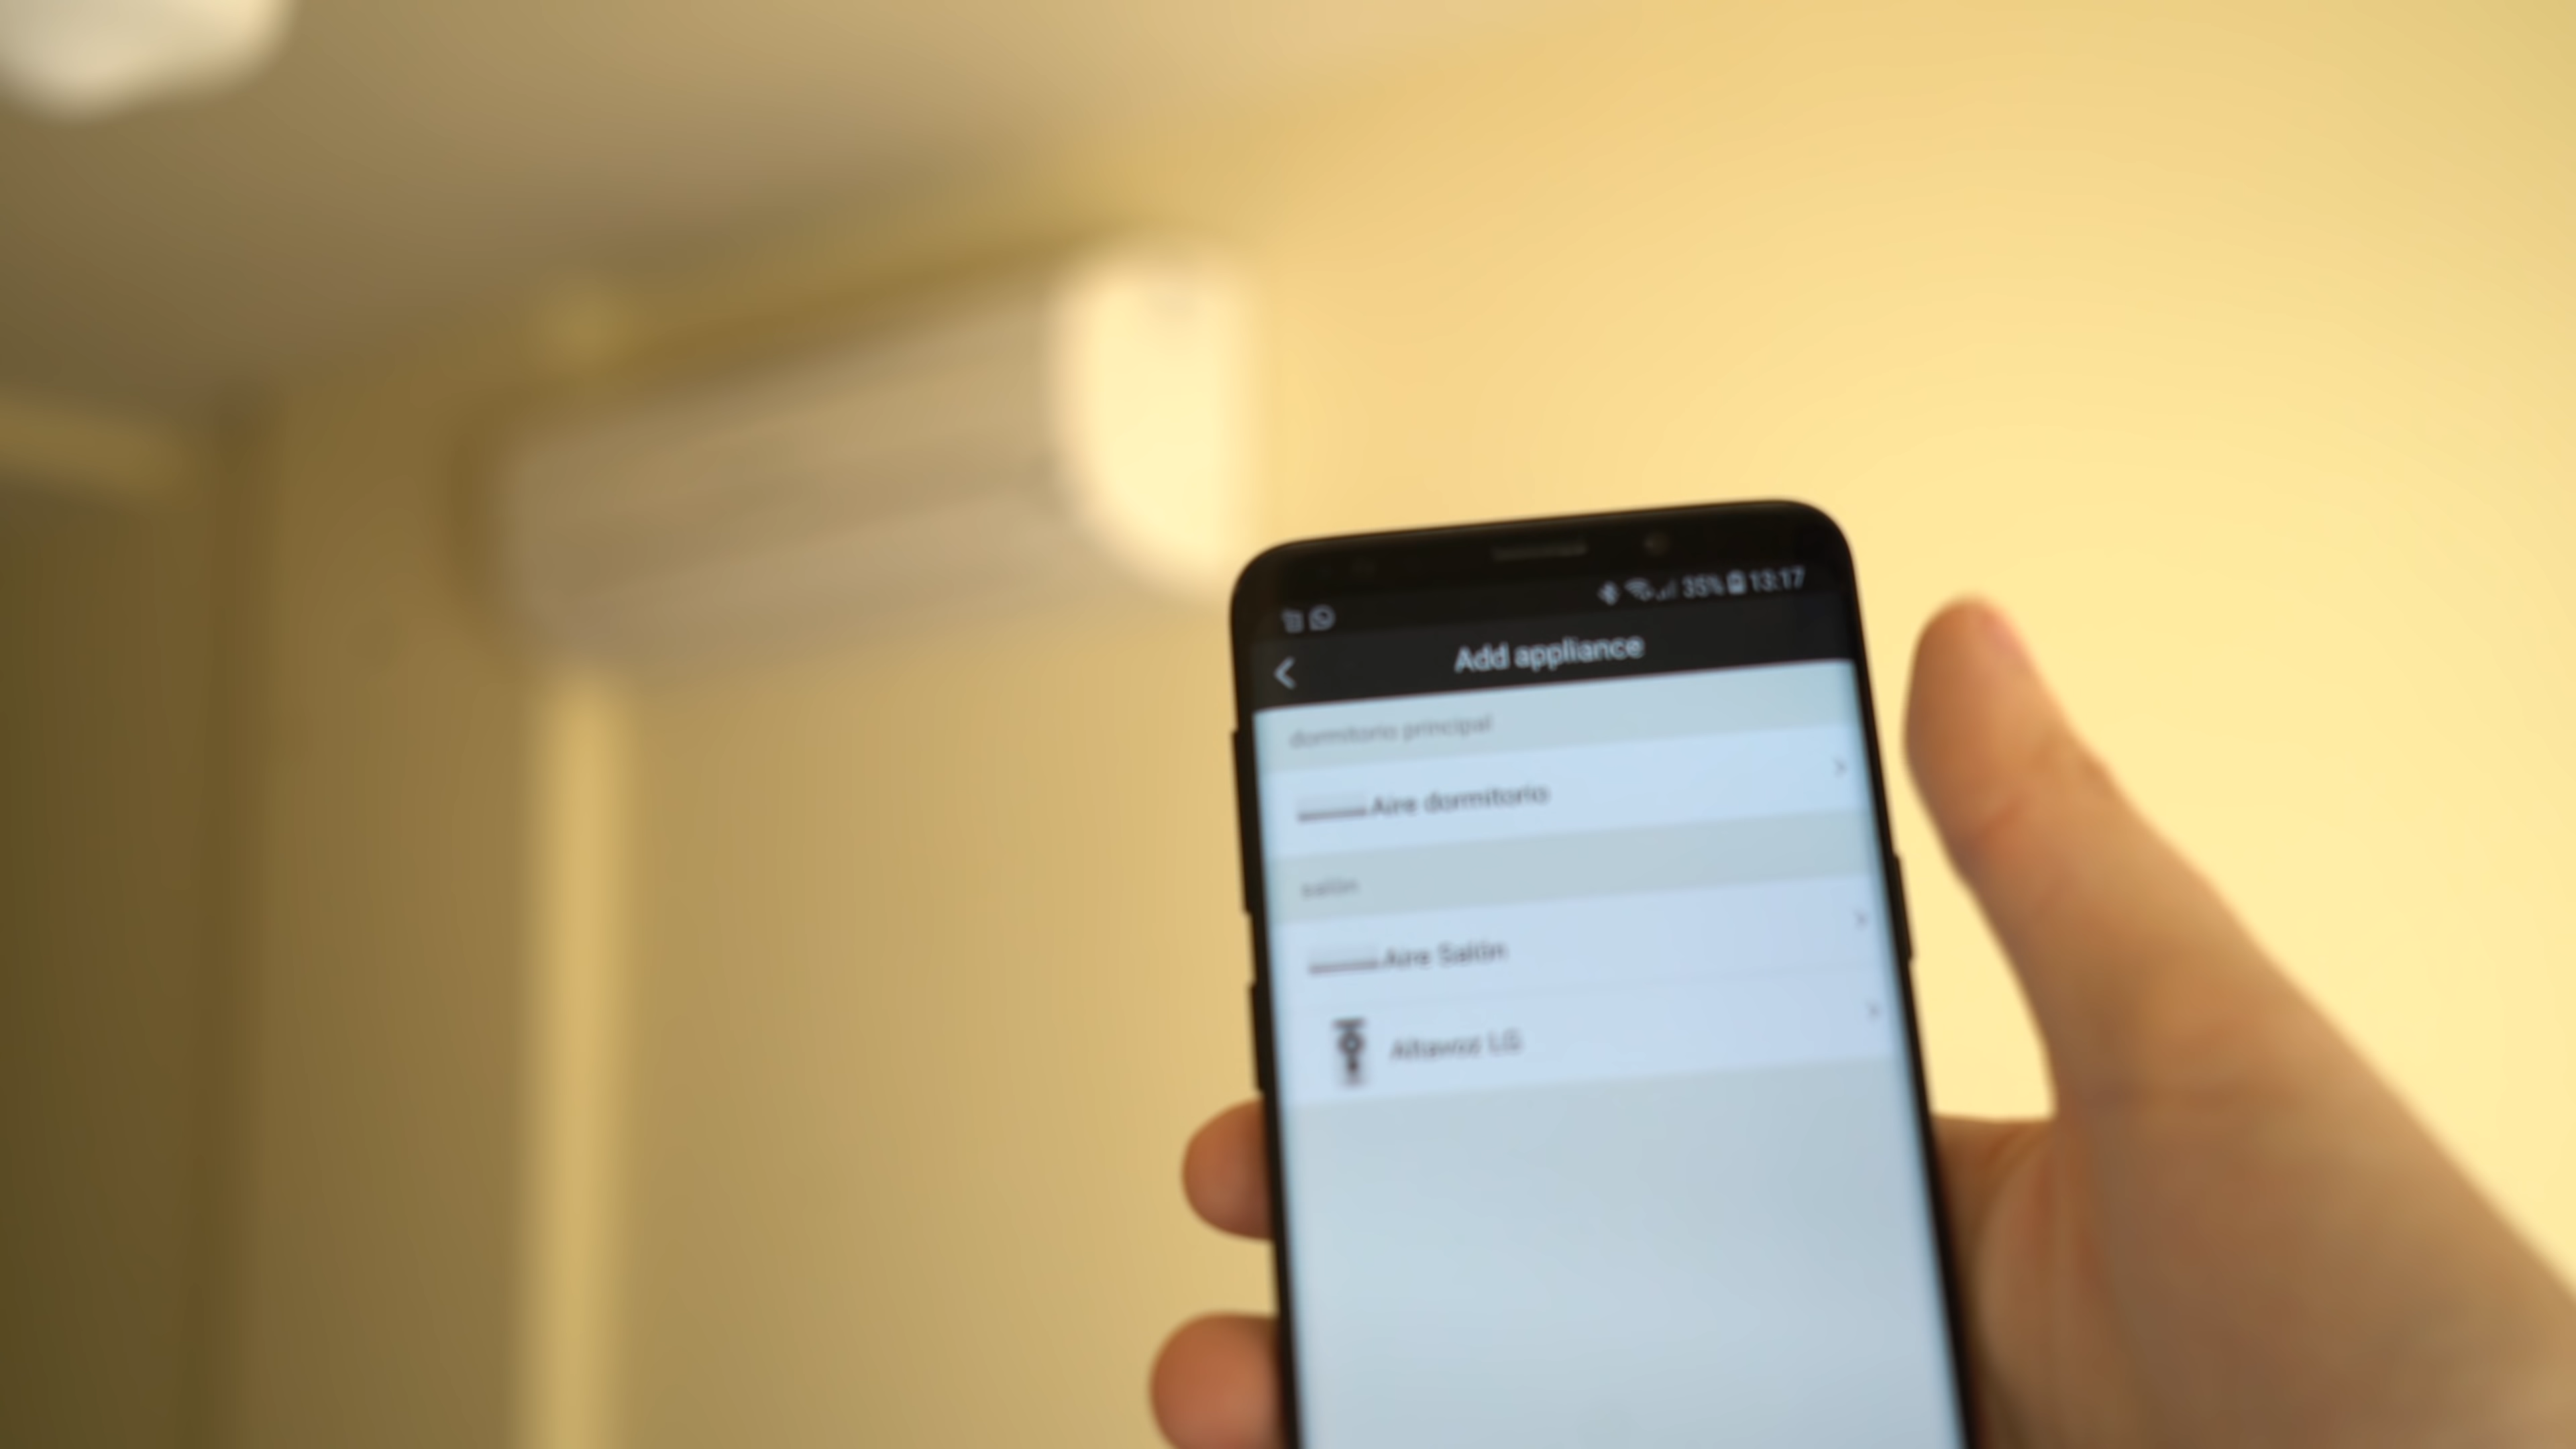 35% 13:17
Add appliance
dormitorio principal
Aire dormitorio
salón
Aire Salón
Altavoz LG